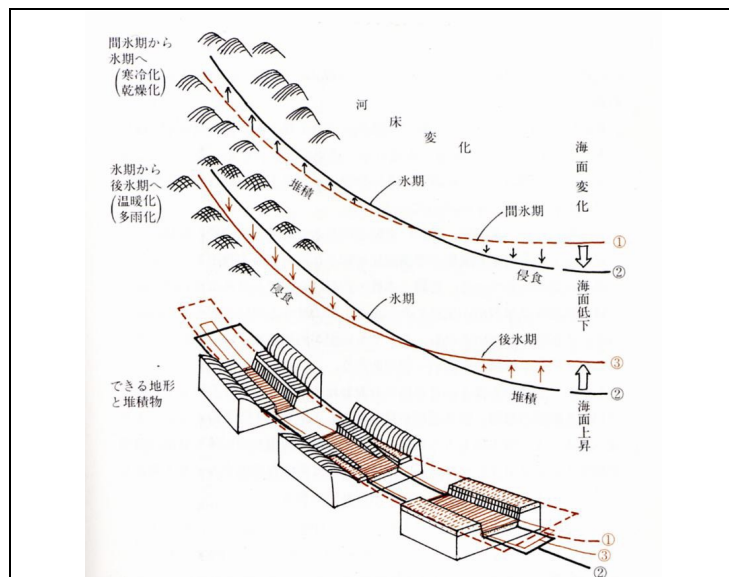 間氷期から
氷期へ
(寒冷化
乾燥化)
河床変化
海面変化
堆積
氷期
間氷期
侵食
①
②
海面低下
氷期から
後氷期へ
(温暖化
多雨化)
侵食
氷期
後氷期
堆積
③
②
海面上昇
できる地形
と堆積物
①
③
②